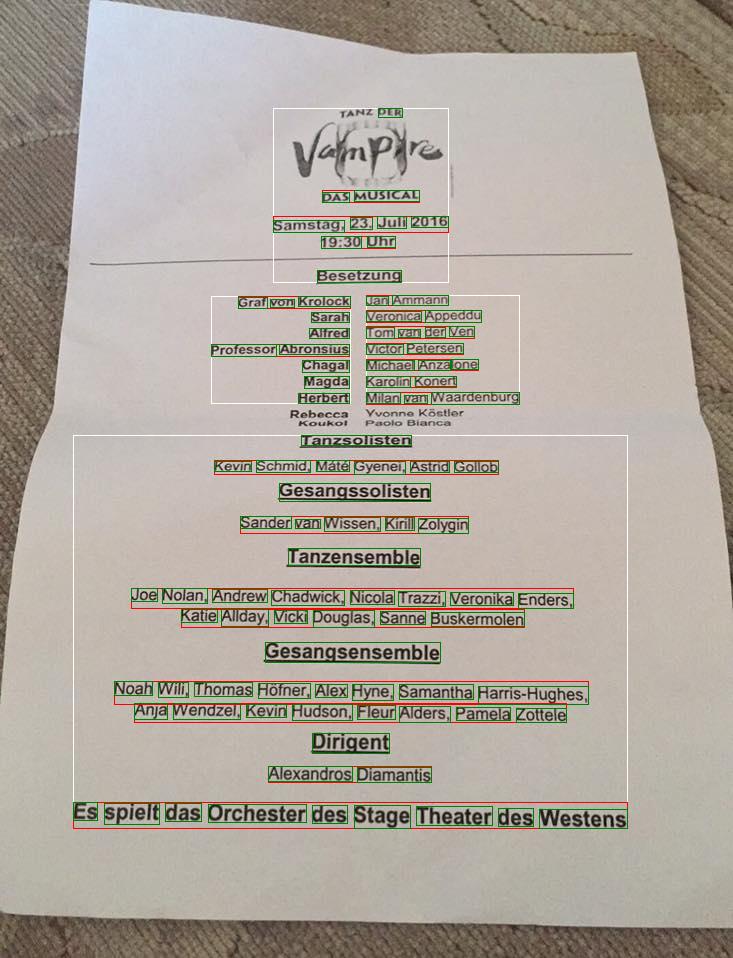 TANZ DER
Vampire
DAS MUSICAL
Samstag, 23. Juli 2016
19:30 Uhr
Besetzung
Graf von Krolock Jan Ammann
Sarah Veronica Appeddu
Alfred Tom van der Ven
Professor Abronsius Victor Petersen
Chagal Michael Anzalone
Magda Karolin Konert
Herbert Milan van Waardenburg
Rebecca Yvonne Köstler
Koukol Paolo Bianca
Tanzsolisten
Kevin Schmid, Máté Gyenei, Astrid Gollob
Gesangssolisten
Sander van Wissen, Kirill Zolygin
Tanzensemble
Joe Nolan, Andrew Chadwick, Nicola Trazzi, Veronika Enders,
Katie Allday, Vicki Douglas, Sanne Buskermolen
Gesangsensemble
Noah Wili, Thomas Höfner, Alex Hyne, Samantha Harris-Hughes,
Anja Wendzel, Kevin Hudson, Fleur Alders, Pamela Zottele
Dirigent
Alexandros Diamantis
Es spielt das Orchester des Stage Theater des Westens